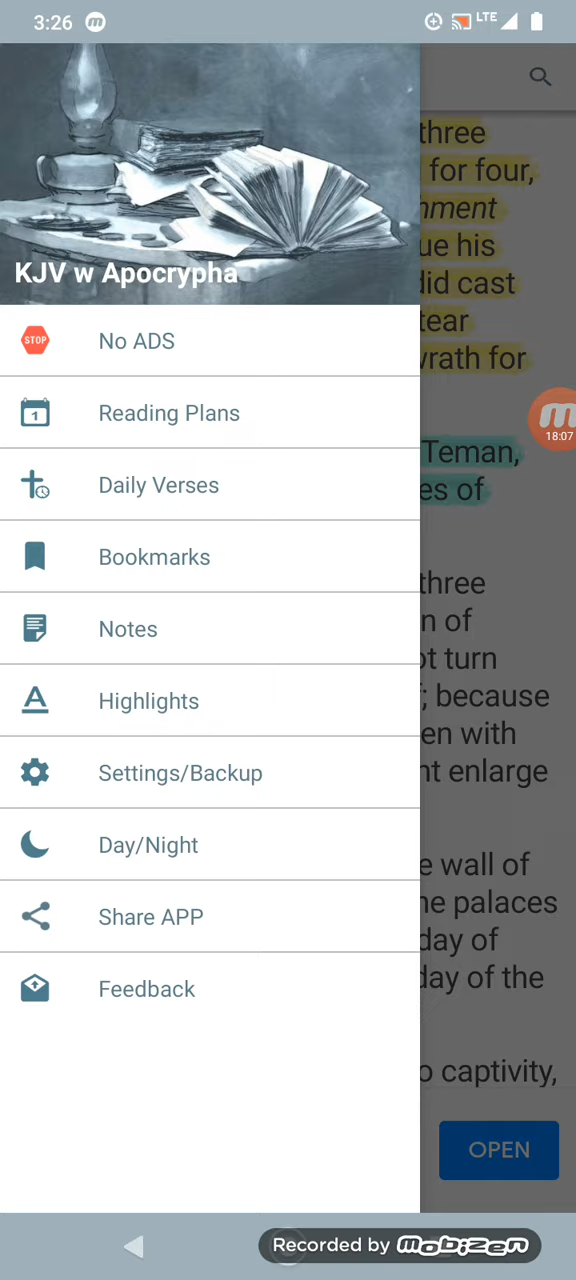 3:26
LTE
KJV w Apocrypha
STOP
No ADS
1
Reading Plans
Daily Verses
Bookmarks
Notes
Highlights
Settings/Backup
Day/Night
Share APP
Feedback
three
for four,
ue his
did cast
tear
wrath for
18:07
Teman,
es of
three
n of
ot turn
; because
en with
nt enlarge
e wall of
he palaces
day of
day of the
o captivity,
OPEN
Recorded by mobizen